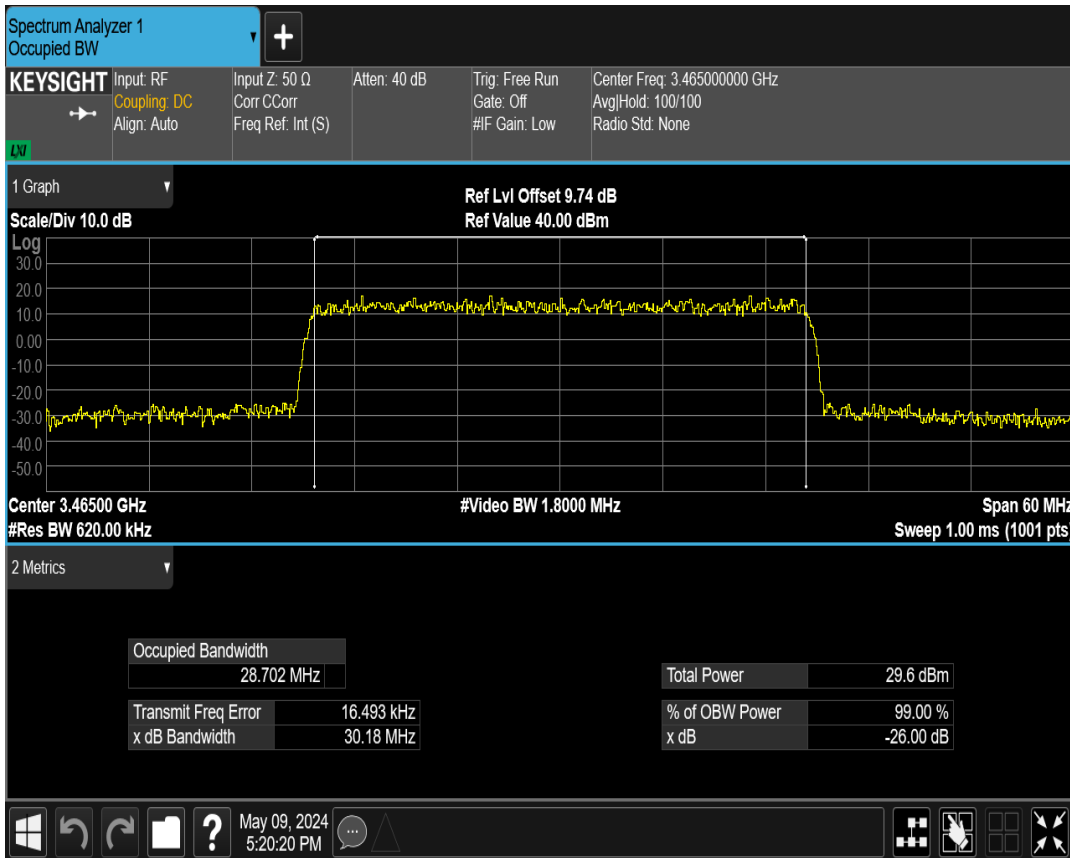 Spectrum Analyzer 1
Occupied BW
KEYSIGHT
LXI
Input: RF
Coupling: DC
Align: Auto
Input Z: 50 Ω
Corr CCorr
Freq Ref: Int (S)
Atten: 40 dB
Trig: Free Run
Gate: Off
#IF Gain: Low
Center Freq: 3.465000000 GHz
Avg|Hold: 100/100
Radio Std: None
1 Graph
Scale/Div 10.0 dB
Ref Lvl Offset 9.74 dB
Ref Value 40.00 dBm
Log
30.0
20.0
10.0
0.00
-10.0
-20.0
-30.0
-40.0
-50.0
Center 3.46500 GHz
#Video BW 1.8000 MHz
Span 60 MHz
#Res BW 620.00 kHz
Sweep 1.00 ms (1001 pts)
2 Metrics
Occupied Bandwidth
28.702 MHz
Total Power 29.6 dBm
Transmit Freq Error 16.493 kHz
% of OBW Power 99.00 %
x dB Bandwidth 30.18 MHz
x dB -26.00 dB
?
May 09, 2024
5:20:20 PM